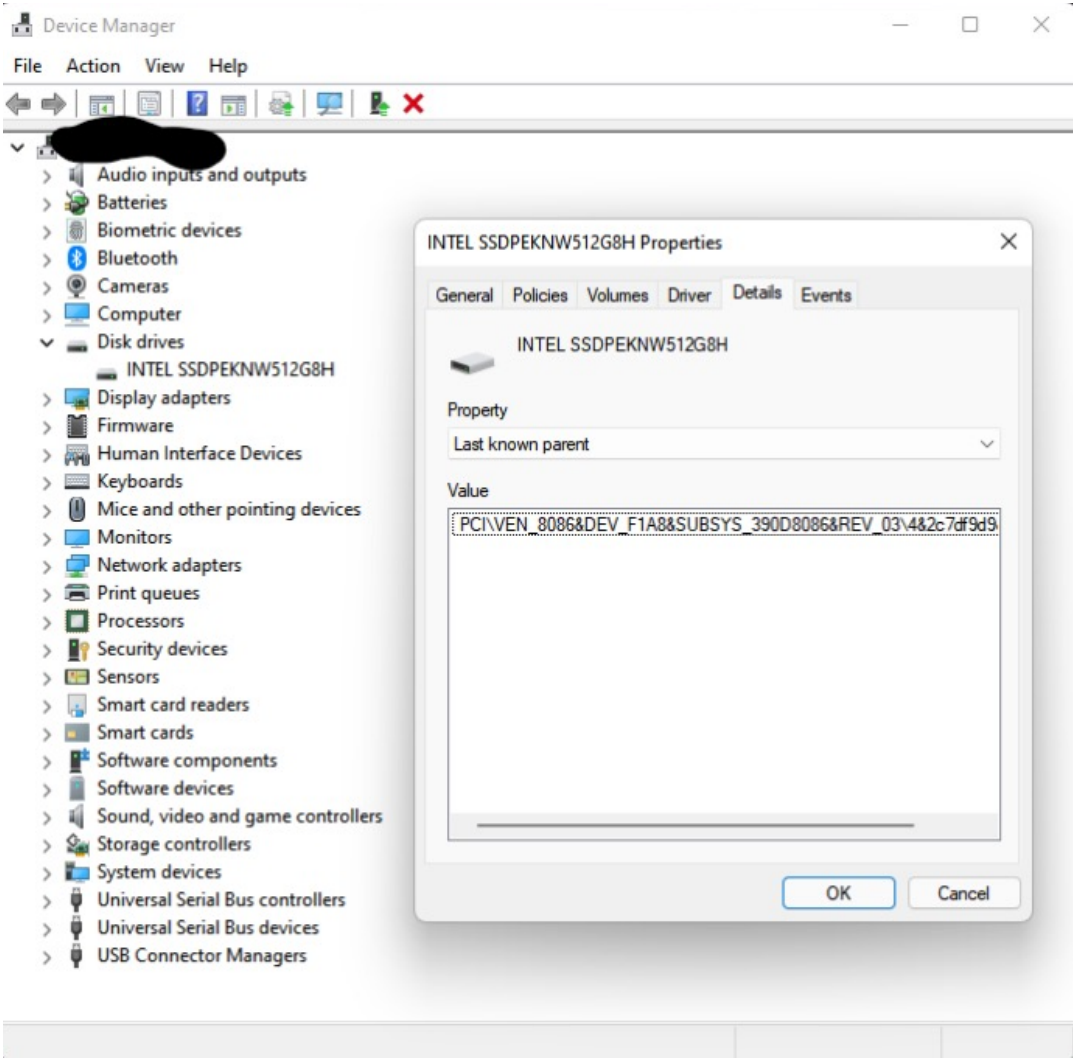 Device Manager
File Action View Help
Audio inputs and outputs
Batteries
Biometric devices
Bluetooth
Cameras
Computer
Disk drives
INTEL SSDPEKNW512G8H
Display adapters
Firmware
Human Interface Devices
Keyboards
Mice and other pointing devices
Monitors
Network adapters
Print queues
Processors
Security devices
Sensors
Smart card readers
Smart cards
Software components
Software devices
Sound, video and game controllers
Storage controllers
System devices
Universal Serial Bus controllers
Universal Serial Bus devices
USB Connector Managers
INTEL SSDPEKNW512G8H Properties
General Policies Volumes Driver Details Events
INTEL SSDPEKNW512G8H
Property
Last known parent
Value
PCI\VEN_8086&DEV_F1A8&SUBSYS_390D8086&REV_03\4&2c7df9d9
OK Cancel